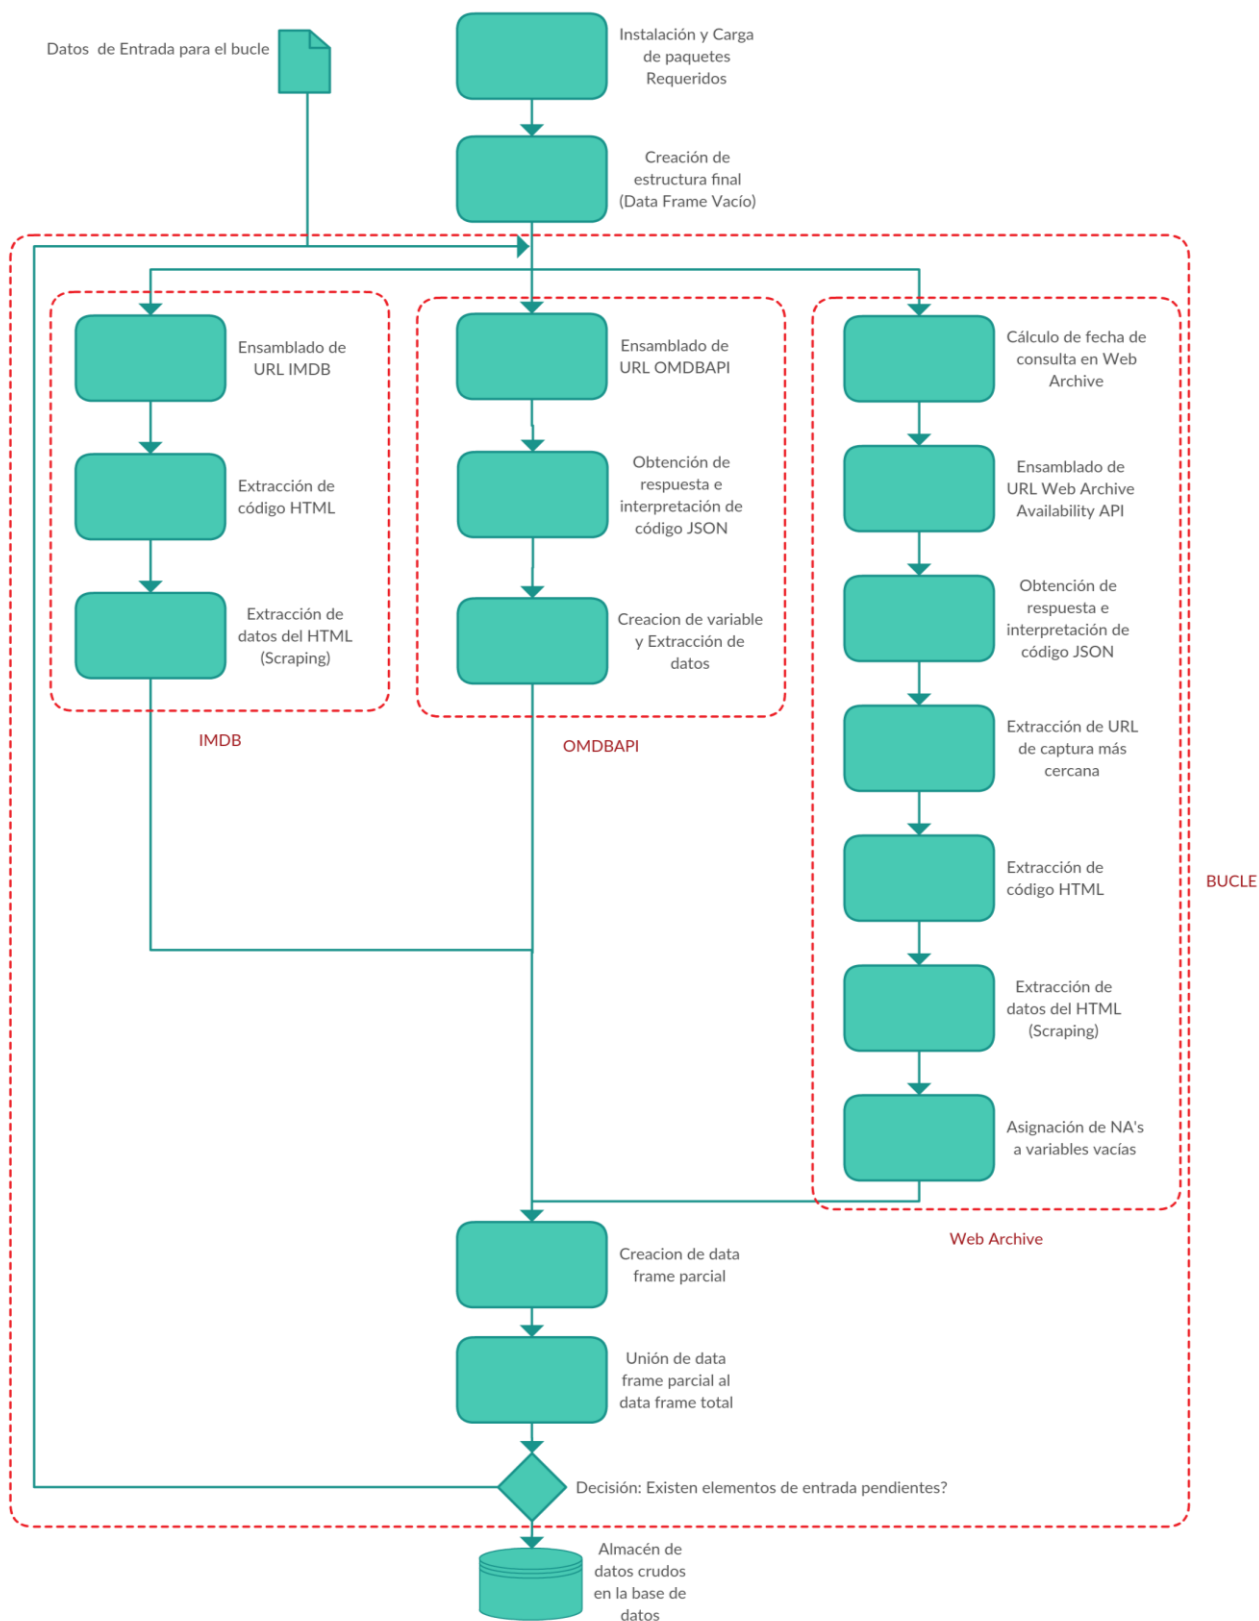 Datos  de Entrada para el bucle
Instalación y Carga
de paquetes
Requeridos
Creación de
estructura final
(Data Frame Vacío)
Ensamblado de
URL IMDB
Extracción de
código HTML
Extracción de
datos del HTML
(Scraping)
IMDB
Ensamblado de
URL OMDBAPI
Obtención de
respuesta e
interpretación de
código JSON
Creacion de variable
y Extracción de
datos
OMDBAPI
Cálculo de fecha de
consulta en Web
Archive
Ensamblado de
URL Web Archive
Availability API
Obtención de
respuesta e
interpretación de
código JSON
Extracción de URL
de captura más
cercana
Extracción de
código HTML
Extracción de
datos del HTML
(Scraping)
Asignación de NA's
a variables vacías
Web Archive
BUCLE
Creacion de data
frame parcial
Unión de data
frame parcial al
data frame total
Decisión: Existen elementos de entrada pendientes?
Almacén de
datos crudos
en la base de
datos